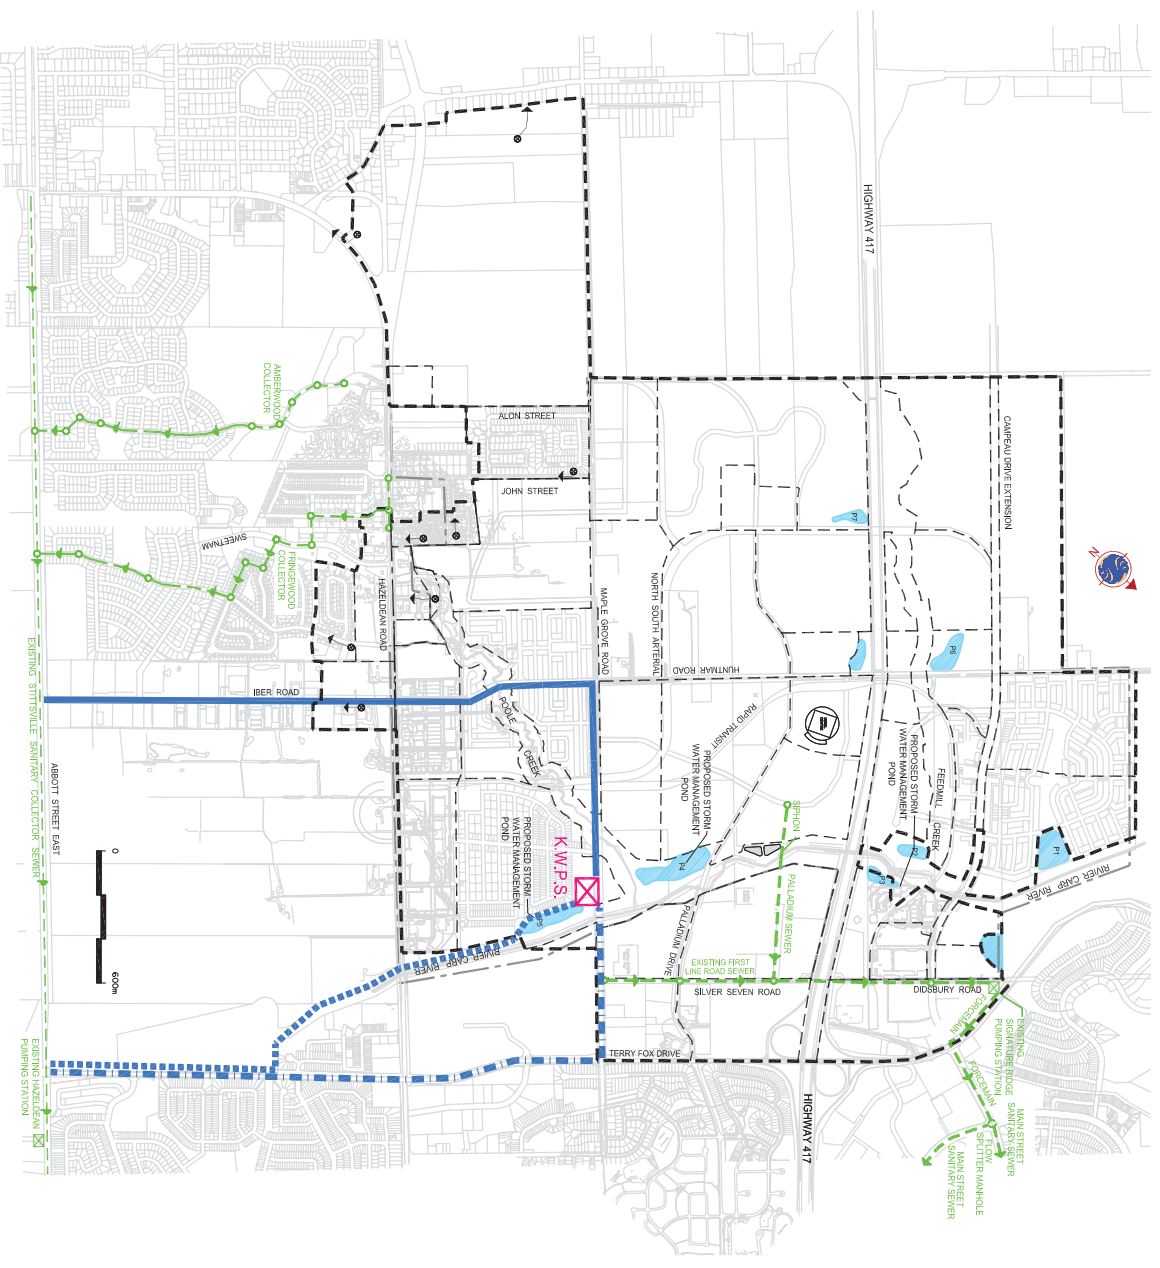 HIGHWAY 417
AMBERWOOD
COLLECTOR
ALON STREET
CAMPEAU DRIVE EXTENSION
JOHN STREET
P7
SWEETNAM
FRINGEWOOD
COLLECTOR
N
HAZELDEAN ROAD
MAPLE GROVE ROAD
NORTH SOUTH ARTERIAL
HUNTMAR ROAD
P6
EXISTING STITTSVILLE SANITARY COLLECTOR SEWER
IBER ROAD
POOLE
CREEK
RAPID TRANSIT
PROPOSED STORM
WATER MANAGEMENT
POND
PROPOSED STORM
WATER MANAGEMENT
POND
FEEDMILL CREEK
ABBOTT STREET EAST
SIPHON
PROPOSED STORM
WATER MANAGEMENT
POND
K.W.P.S.
P4
P2
P3
P1
RIVIER CARP RIVER
0
600m
P5
PALLADIUM SEWER
PALLADIUM DRIVE
RIVIER CARP RIVER
EXISTING FIRST
LINE ROAD SEWER
SILVER SEVEN ROAD
DIDSBURY ROAD
FORCEMAIN
EXISTING
SIGNATURE RIDGE
PUMPING STATION
TERRY FOX DRIVE
FORCEMAIN
EXISTING HAZELDEAN
PUMPING STATION
HIGHWAY 417
MAIN STREET
SANITARY SEWER
FLOW
SPLITTER MANHOLE
MAIN STREET
SANITARY SEWER